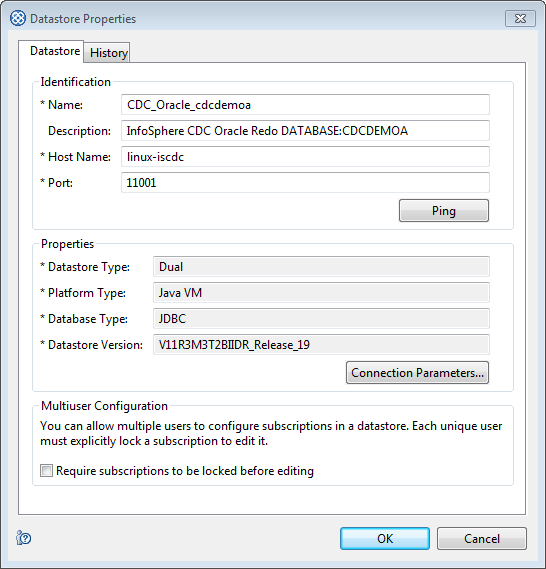 Datastore Properties
Datastore
History
Identification
* Name: CDC_Oracle_cdcdemoa
Description: InfoSphere CDC Oracle Redo DATABASE:CDCDEMOA
* Host Name: linux-iscdc
* Port: 11001
Ping
Properties
* Datastore Type: Dual
* Platform Type: Java VM
* Database Type: JDBC
* Datastore Version: V11R3M3T2BIIDR_Release_19
Connection Parameters...
Multiuser Configuration
You can allow multiple users to configure subscriptions in a datastore. Each unique user
must explicitly lock a subscription to edit it.
Require subscriptions to be locked before editing
OK
Cancel